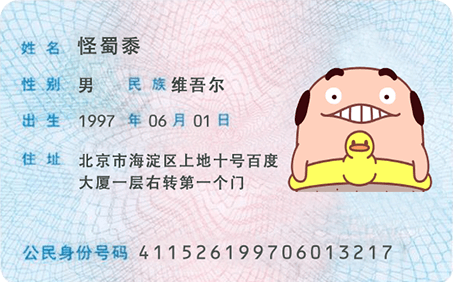 姓名 怪蜀黍
性别 男 民族 维吾尔
出生 1997 年 06 月 01 日
住址 北京市海淀区上地十号百度
大厦一层右转第一个门
公民身份号码 411526199706013217